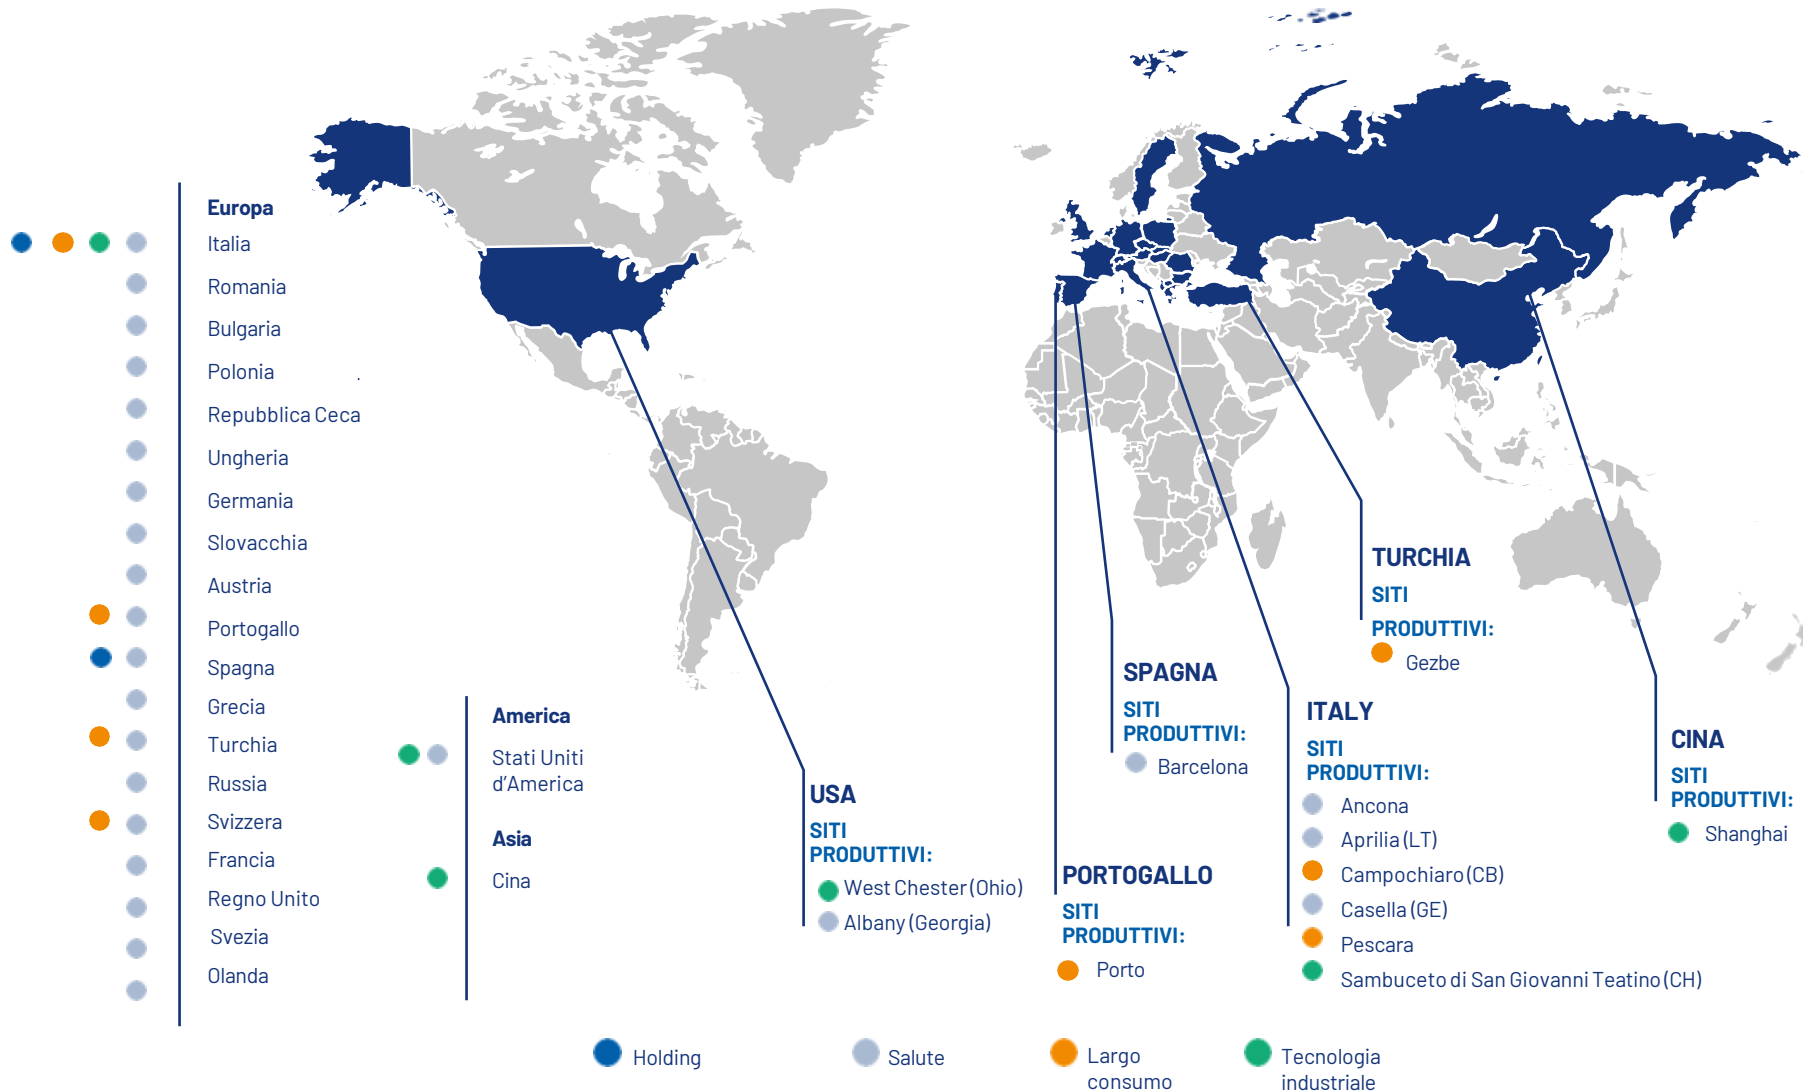 Europa
Italia
Romania
Bulgaria
Polonia
Repubblica Ceca
Ungheria
Germania
Slovacchia
Austria
Portogallo
Spagna
Grecia
Turchia
Russia
Svizzera
Francia
Regno Unito
Svezia
Olanda
America
Stati Uniti
d’America
Asia
Cina
USA
SITI
PRODUTTIVI:
West Chester (Ohio)
Albany (Georgia)
PORTOGALLO
SITI
PRODUTTIVI:
Porto
SPAGNA
SITI
PRODUTTIVI:
Barcelona
ITALY
SITI
PRODUTTIVI:
Ancona
Aprilia (LT)
Campochiaro (CB)
Casella (GE)
Pescara
Sambuceto di San Giovanni Teatino (CH)
TURCHIA
SITI
PRODUTTIVI:
Gezbe
CINA
SITI
PRODUTTIVI:
Shanghai
Holding
Salute
Largo
consumo
Tecnologia
industriale